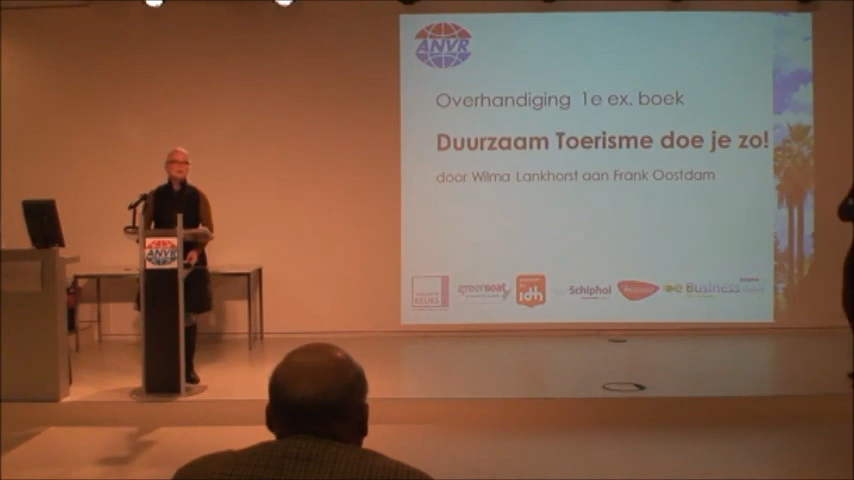 ANVR
Overhandiging 1e ex. boek
Duurzaam Toerisme doe je zo!
door Wilma Lankhorst aan Frank Oostdam
ANVR
KEURS greenseat idh Schiphol Business